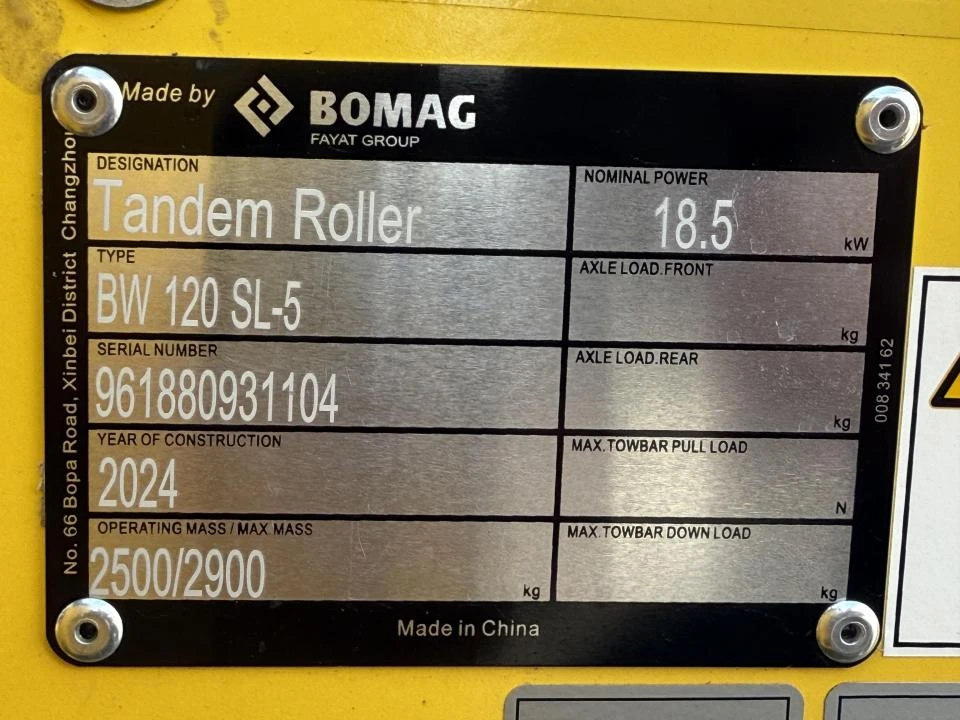 Made by BOMAG
FAYAT GROUP
DESIGNATION
Tandem Roller
NOMINAL POWER
18.5 kW
TYPE
BW 120 SL-5
AXLE LOAD.FRONT
kg
SERIAL NUMBER
961880931104
AXLE LOAD.REAR
kg
YEAR OF CONSTRUCTION
2024
MAX.TOWBAR PULL LOAD
N
OPERATING MASS / MAX MASS
2500/2900 kg
MAX.TOWBAR DOWN LOAD
kg
Made in China
No. 66 Bopa Road, Xinbei District Changzhou
008 341 62